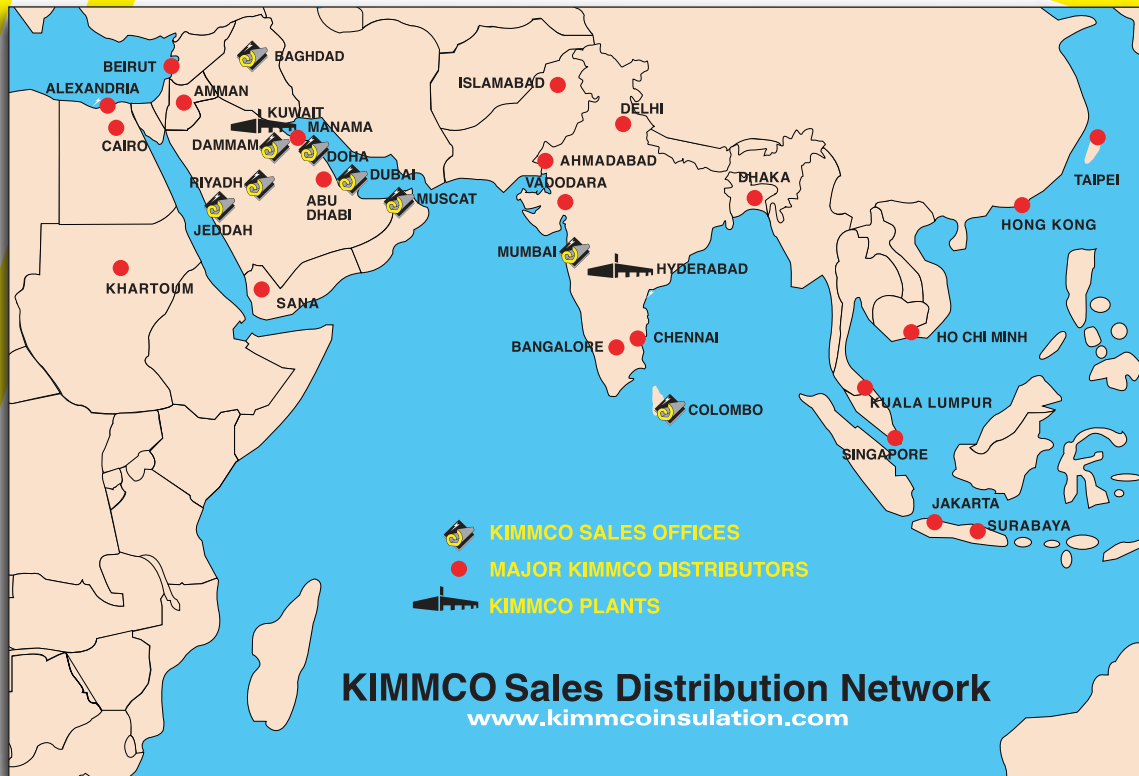 BAGHDAD
BEIRUT
ISLAMABAD
ALEXANDRIA
AMMAN
DELHI
KUWAIT
MANAMA
CAIRO
DAMMAM
DOHA
AHMADABAD
DUBAI
DHAKA
TAIPEI
RIYADH
VADODARA
ABU
DHABI
MUSCAT
JEDDAH
HONG KONG
MUMBAI
HYDERABAD
KHARTOUM
SANA
HO CHI MINH
CHENNAI
BANGALORE
KUALA LUMPUR
COLOMBO
SINGAPORE
JAKARTA
SURABAYA
KIMMCO SALES OFFICES
MAJOR KIMMCO DISTRIBUTORS
KIMMCO PLANTS
KIMMCO Sales Distribution Network
www.kimmcoinsulation.com